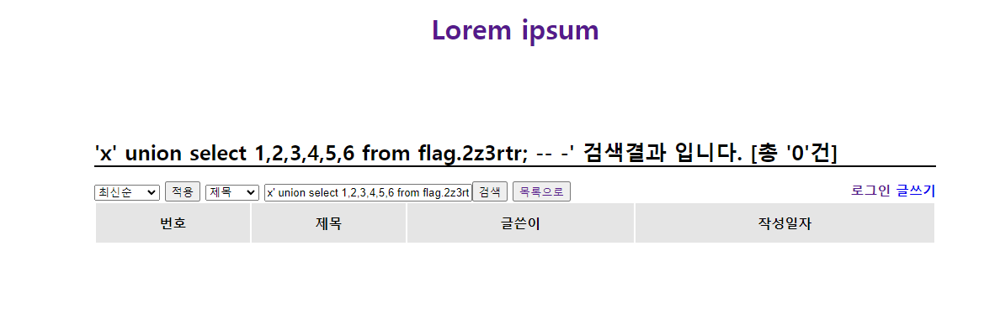 Lorem ipsum
'x' union select 1,2,3,4,5,6 from flag.2z3rtr; -- -' 검색결과 입니다. [총 '0'건]
최신순 적용 제목 x' union select 1,2,3,4,5,6 from flag.2z3rt 검색 목록으로 로그인 글쓰기
번호 제목 글쓴이 작성일자